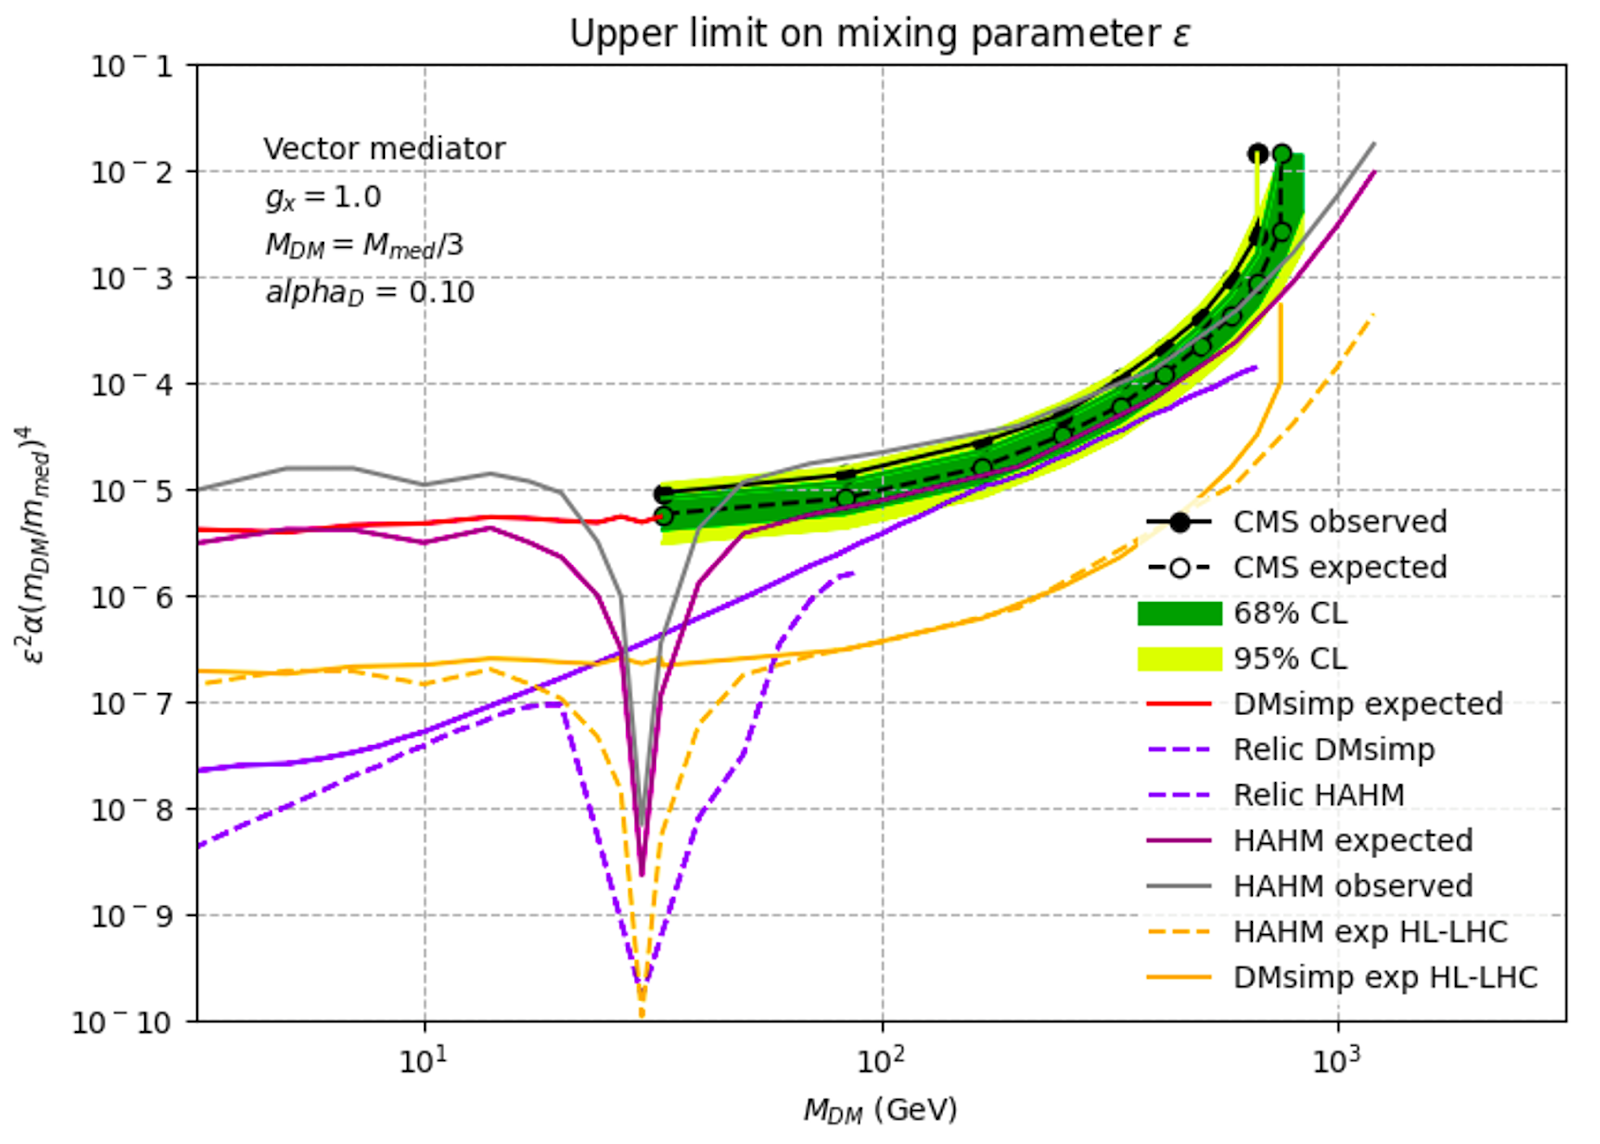 Upper limit on mixing parameter ε
10⁻1
10⁻2
10⁻3
10⁻4
10⁻5
10⁻6
10⁻7
10⁻8
10⁻9
10⁻10
ε²α(m_DM/m_med)⁴
Vector mediator
g_x = 1.0
M_DM = M_med/3
alpha_D = 0.10
CMS observed
CMS expected
68% CL
95% CL
DMsimp expected
Relic DMsimp
Relic HAHM
HAHM expected
HAHM observed
HAHM exp HL-LHC
DMsimp exp HL-LHC
10¹ 10² 10³
M_DM (GeV)